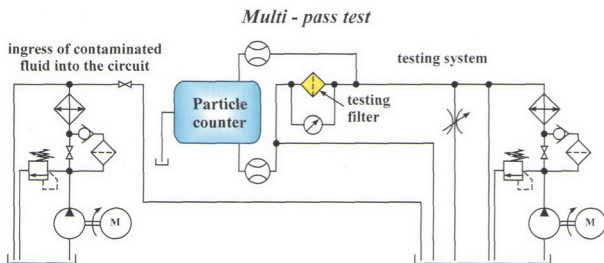 Multi - pass test
ingress of contaminated
fluid into the circuit
testing system
Particle
counter
testing
filter
M
M